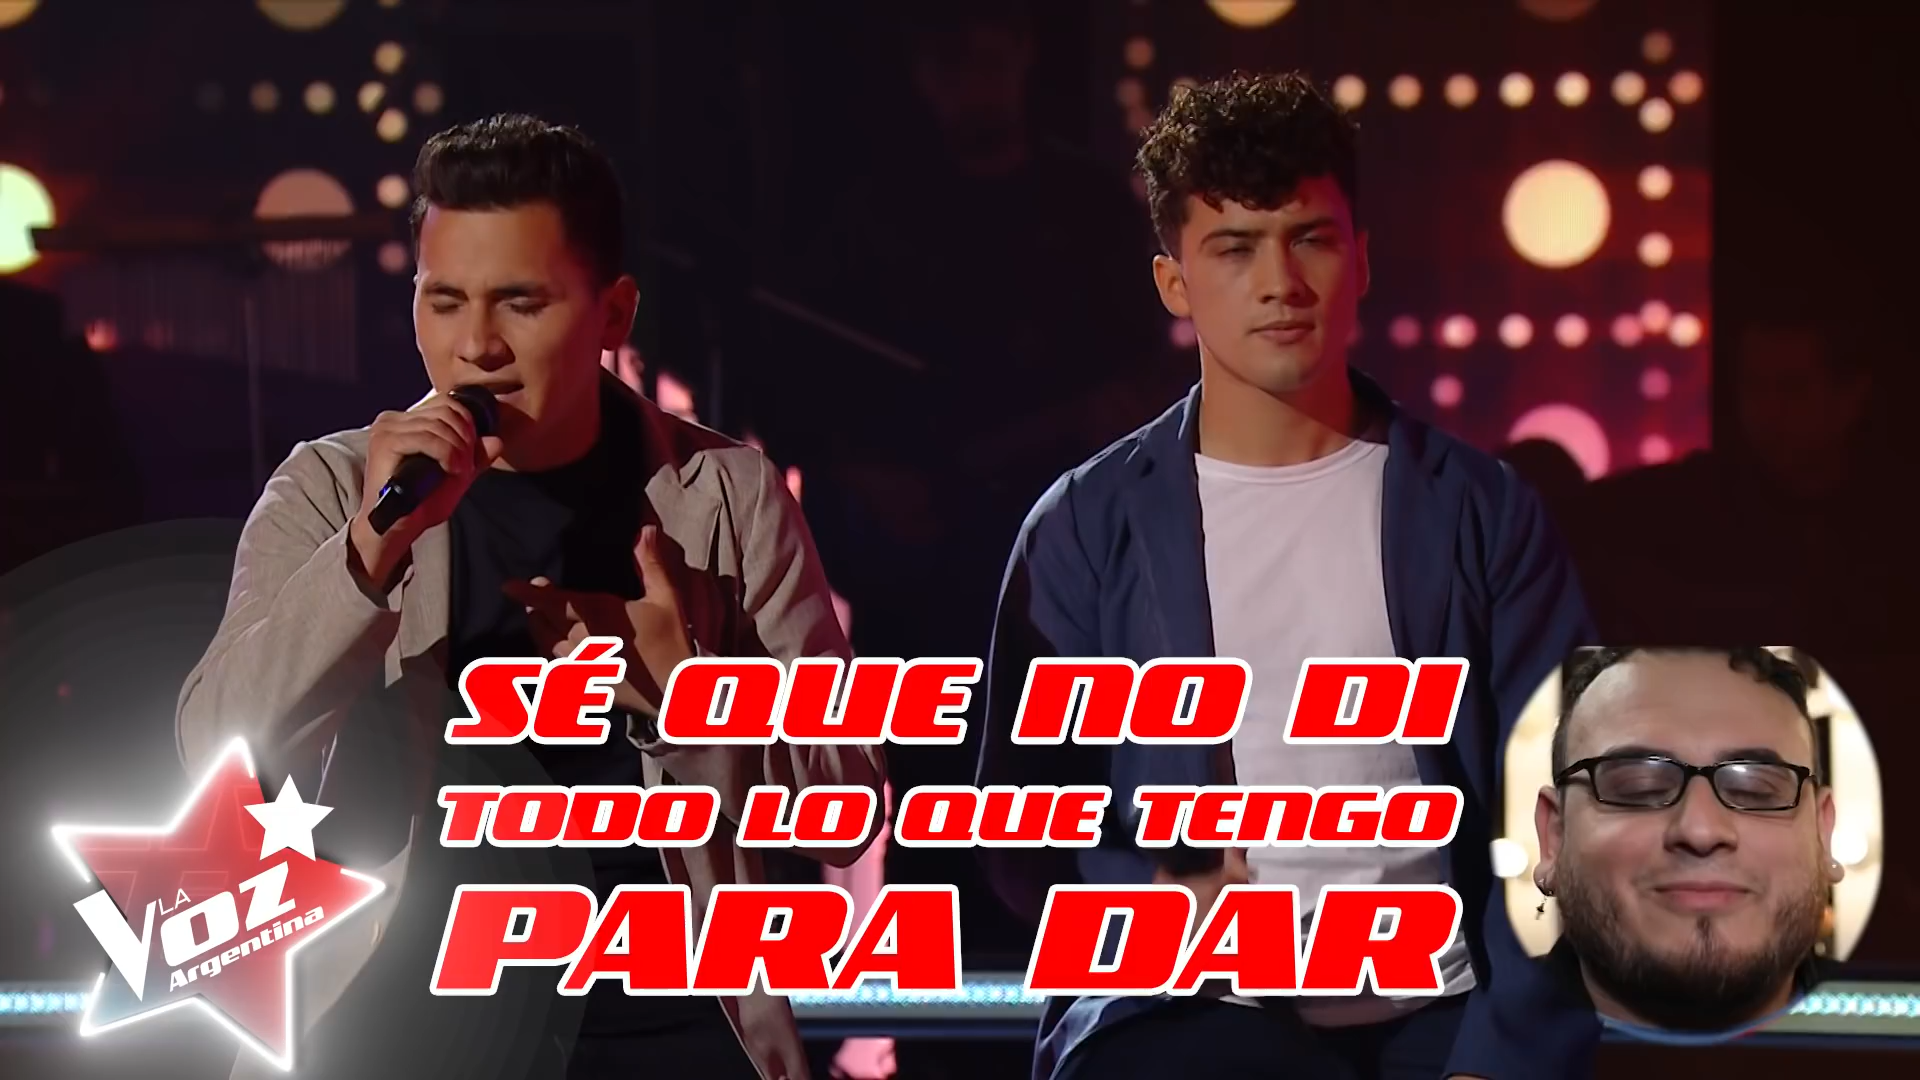 SÉ QUE NO DI
TODO LO QUE TENGO
PARA DAR
LA
VOZ
Argentina